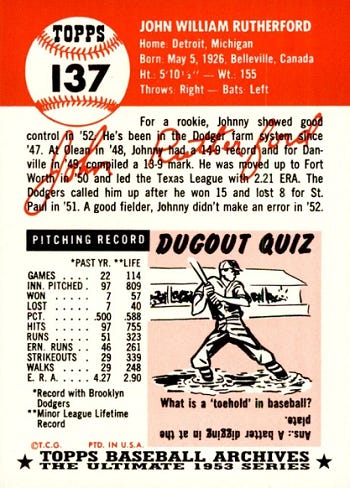 TOPPS
137
JOHN WILLIAM RUTHERFORD
Home: Detroit, Michigan
Born: May 5, 1926, Belleville, Canada
Ht.: 5·10½″—Wt.: 155
Throws: Right - Bats: Left
For a rookie, Johnny showed good
control in '52. He's been in the Dodger farm system since
'47. At Olean in '48, Johnny had a 14-9 record and for Dan-
ville in '49, compiled a 13-9 mark. He was moved up to Fort
Worth in '50 and led the Texas League with 2.21 ERA. The
Dodgers called him up after he won 15 and lost 8 for St.
Paul in '51. A good fielder, Johnny didn't make an error in '52.
John Rutherford
PITCHING RECORD
*PAST YR. **LIFE
GAMES . . . . 22 114
INN. PITCHED . 97 809
WON . . . . . 7 57
LOST . . . . . 7 40
PCT. . . . . .500 .588
HITS . . . . . 97 755
RUNS . . . . . 51 323
ERN. RUNS . . 46 261
STRIKEOUTS . . 29 339
WALKS . . . . 29 248
E. R. A. . . . . 4.27 2.90
*Record with Brooklyn
Dodgers
**Minor League Lifetime
Record
DUGOUT QUIZ
What is a 'toehold' in baseball?
Ans.: A batter digging in at the
plate.
©T.C.G. PTD. IN U.S.A.
★ TOPPS BASEBALL ARCHIVES ★
THE ULTIMATE 1953 SERIES